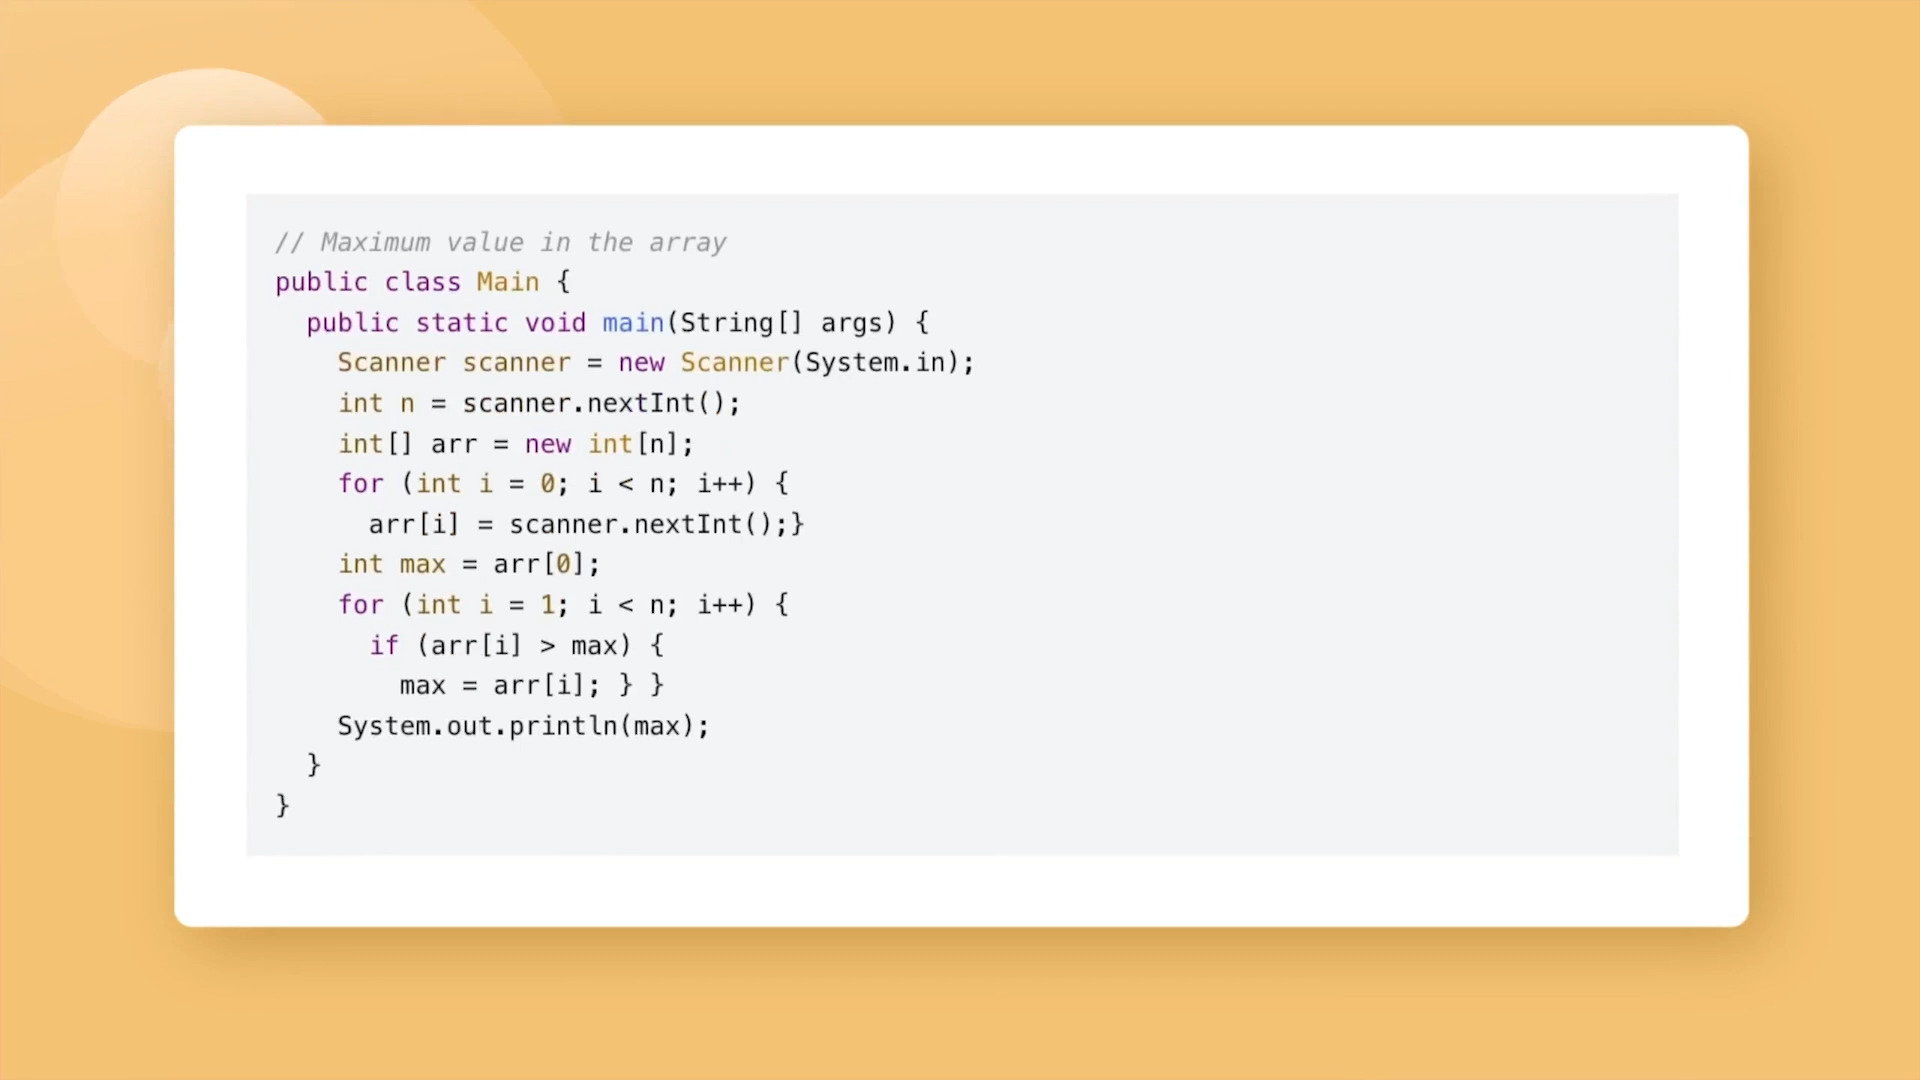 // Maximum value in the array
public class Main {
  public static void main(String[] args) {
    Scanner scanner = new Scanner(System.in);
    int n = scanner.nextInt();
    int[] arr = new int[n];
    for (int i = 0; i < n; i++) {
      arr[i] = scanner.nextInt();}
    int max = arr[0];
    for (int i = 1; i < n; i++) {
      if (arr[i] > max) {
        max = arr[i]; } }
    System.out.println(max);
  }
}